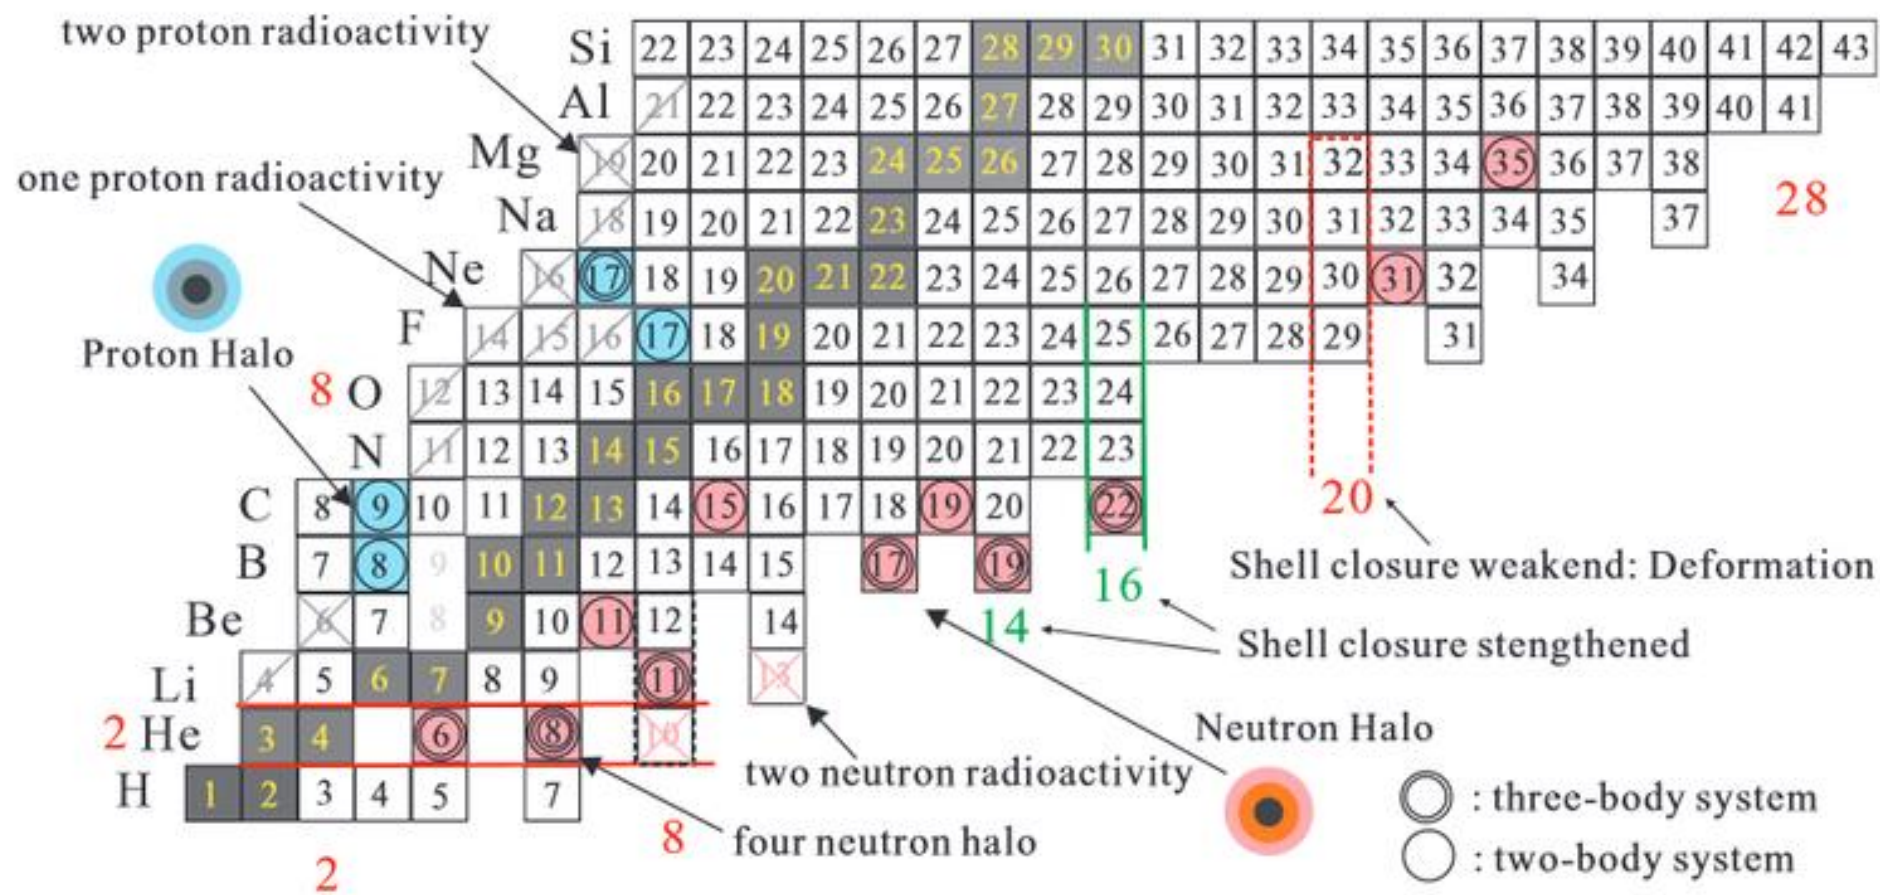 two proton radioactivity
Si 22 23 24 25 26 27 28 29 30 31 32 33 34 35 36 37 38 39 40 41 42 43
Al 21 22 23 24 25 26 27 28 29 30 31 32 33 34 35 36 37 38 39 40 41
Mg 19 20 21 22 23 24 25 26 27 28 29 30 31 32 33 34 35 36 37 38
one proton radioactivity
28
Na 18 19 20 21 22 23 24 25 26 27 28 29 30 31 32 33 34 35 37
Ne 16 17 18 19 20 21 22 23 24 25 26 27 28 29 30 31 32 34
F 14 15 16 17 18 19 20 21 22 23 24 25 26 27 28 29 31
Proton Halo
8 O 12 13 14 15 16 17 18 19 20 21 22 23 24
N 11 12 13 14 15 16 17 18 19 20 21 22 23
C 8 9 10 11 12 13 14 15 16 17 18 19 20 22
20
B 7 8 9 10 11 12 13 14 15 17 19
Shell closure weakend: Deformation
16
Be 6 7 8 9 10 11 12 14
14
Shell closure stengthened
Li 4 5 6 7 8 9 11 13
2 He 3 4 6 8 10
Neutron Halo
two neutron radioactivity
H 1 2 3 4 5 7
: three-body system
8
four neutron halo
: two-body system
2